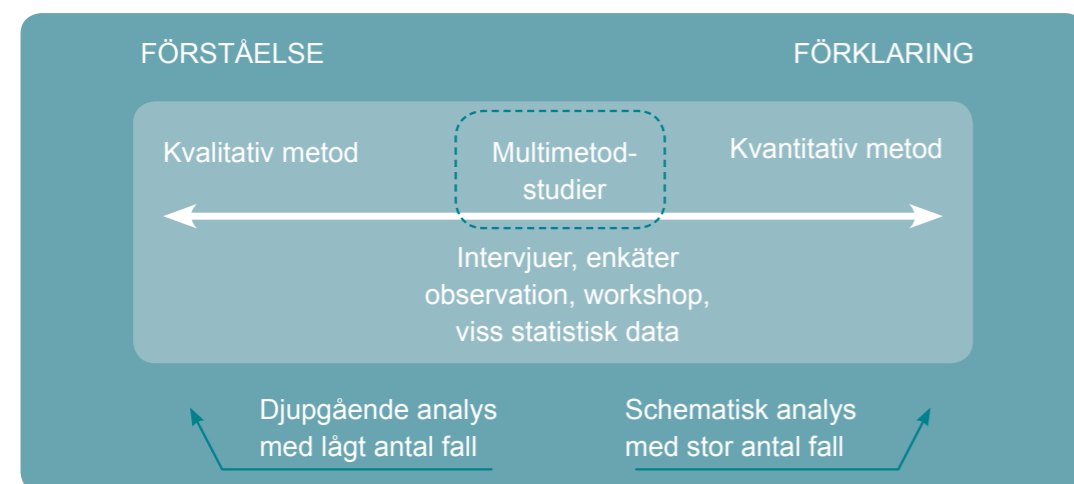 FÖRSTÅELSE
FÖRKLARING
Kvalitativ metod
Multimetod-
studier
Kvantitativ metod
Intervjuer, enkäter
observation, workshop,
viss statistisk data
Djupgående analys
med lågt antal fall
Schematisk analys
med stor antal fall